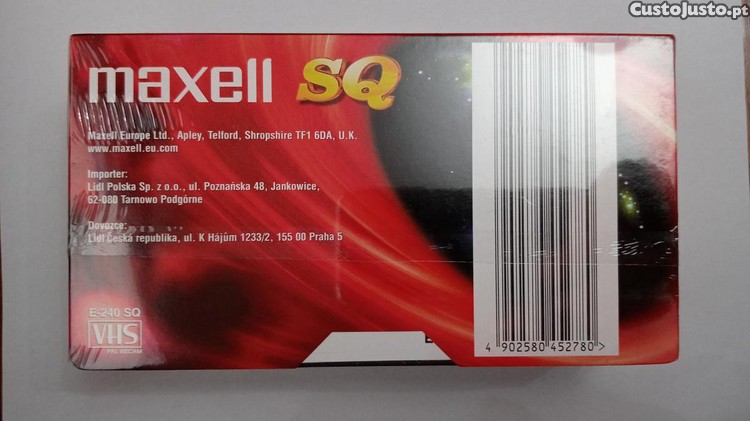 CustoJusto.pt
maxell SQ
Maxell Europe Ltd., Apley, Telford, Shropshire TF1 6DA, U.K.
www.maxell.eu.com
Importer:
Lidl Polska Sp. z o.o., ul. Poznańska 48, Jankowice,
62-080 Tarnowo Podgórne
Dovozce:
Lidl Česká republika, ul. K Hájům 1233/2, 155 00 Praha 5
E-240 SQ
VHS
PAL SECAM
4 902580 452780>